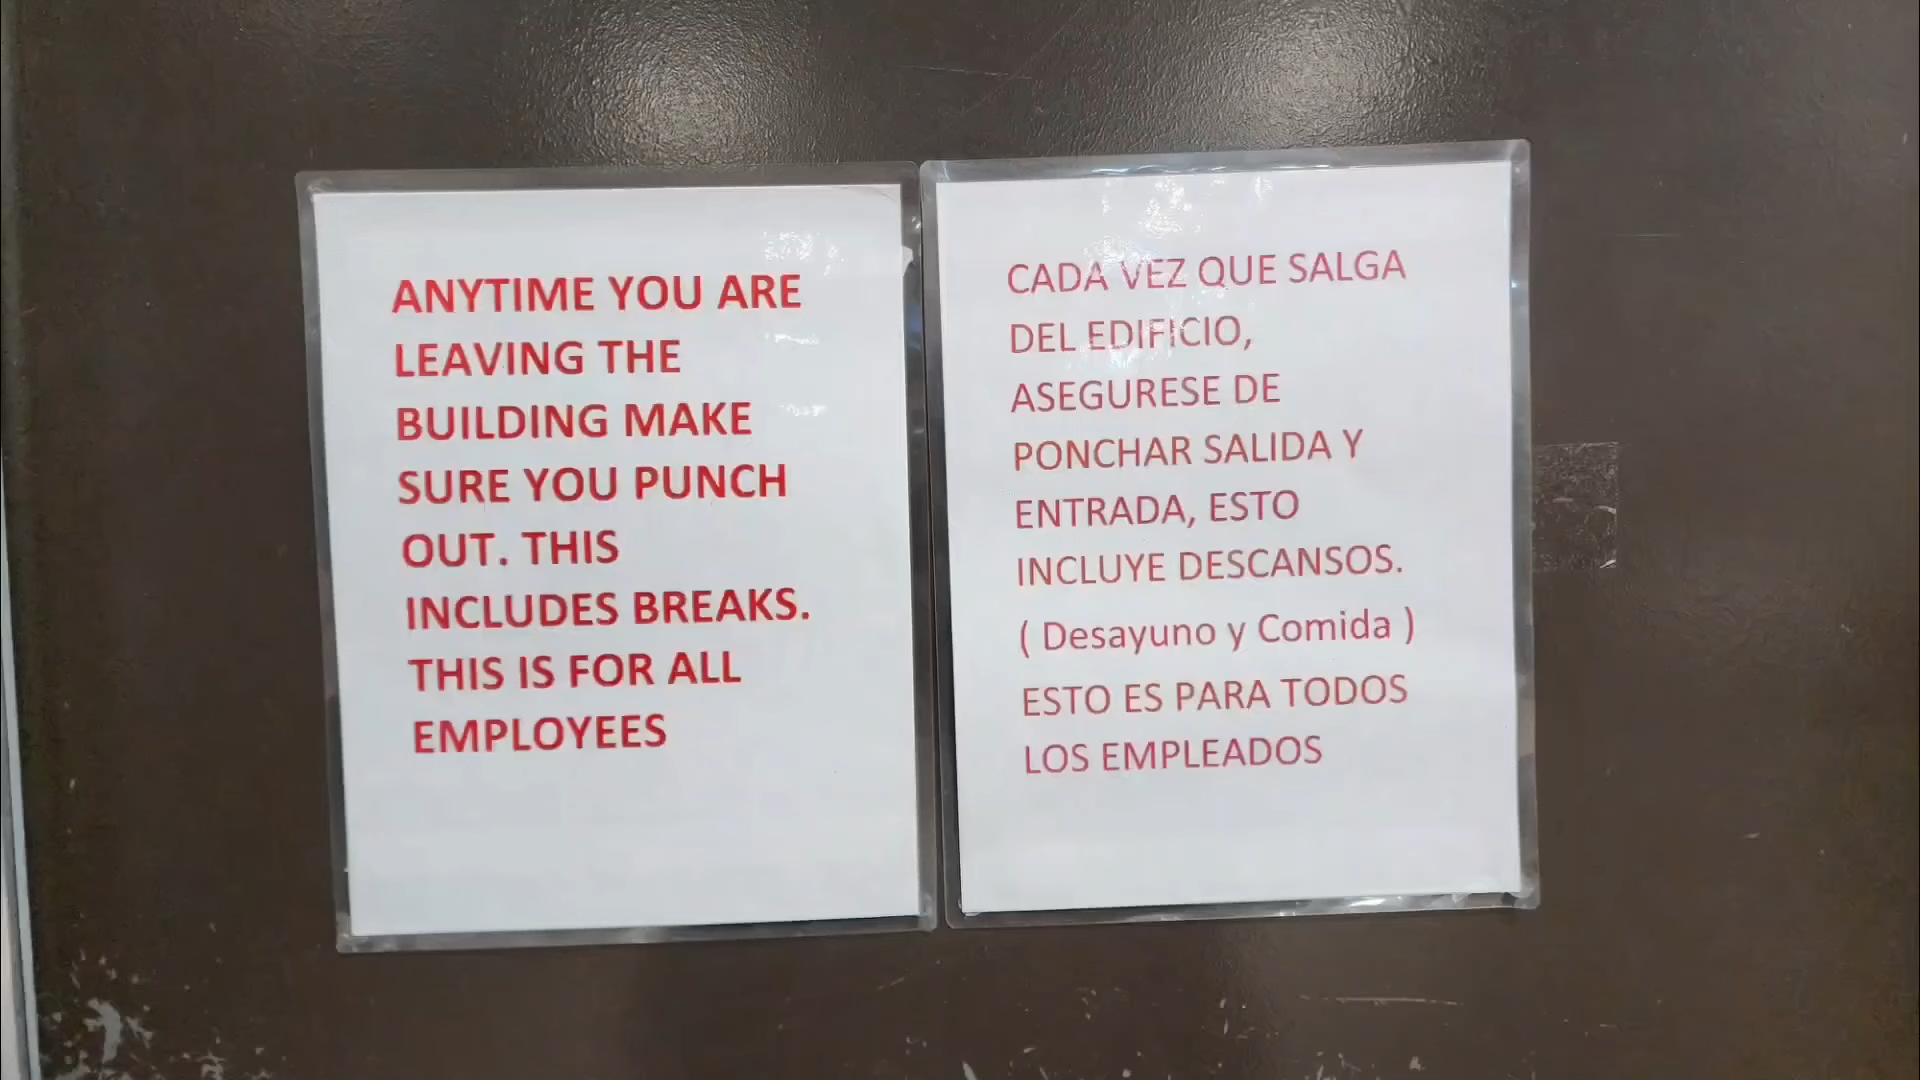 ANYTIME YOU ARE
LEAVING THE
BUILDING MAKE
SURE YOU PUNCH
OUT. THIS
INCLUDES BREAKS.
THIS IS FOR ALL
EMPLOYEES
CADA VEZ QUE SALGA
DEL EDIFICIO,
ASEGURESE DE
PONCHAR SALIDA Y
ENTRADA, ESTO
INCLUYE DESCANSOS.
( Desayuno y Comida )
ESTO ES PARA TODOS
LOS EMPLEADOS